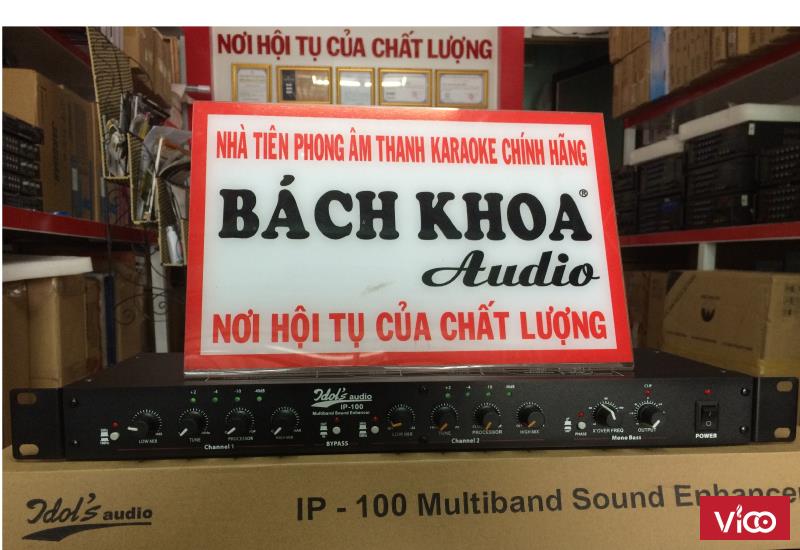 NƠI HỘI TỤ CỦA CHẤT LƯỢNG
NHÀ TIÊN PHONG ÂM THANH KARAOKE CHÍNH HÃNG
BÁCH KHOA®
Audio
NƠI HỘI TỤ CỦA CHẤT LƯỢNG
Idol's audio
IP-100
Multiband Sound Enhancer
LOW MIX TUNE PROCESSOR HIGH MIX
Channel 1
BYPASS
LOW MIX TUNE PROCESSOR HIGH MIX
Channel 2
PHASE X'OVER FREQ OUTPUT
Mono Bass
CLIP
POWER
Idol's audio
IP - 100 Multiband Sound Enhancer
VIOO